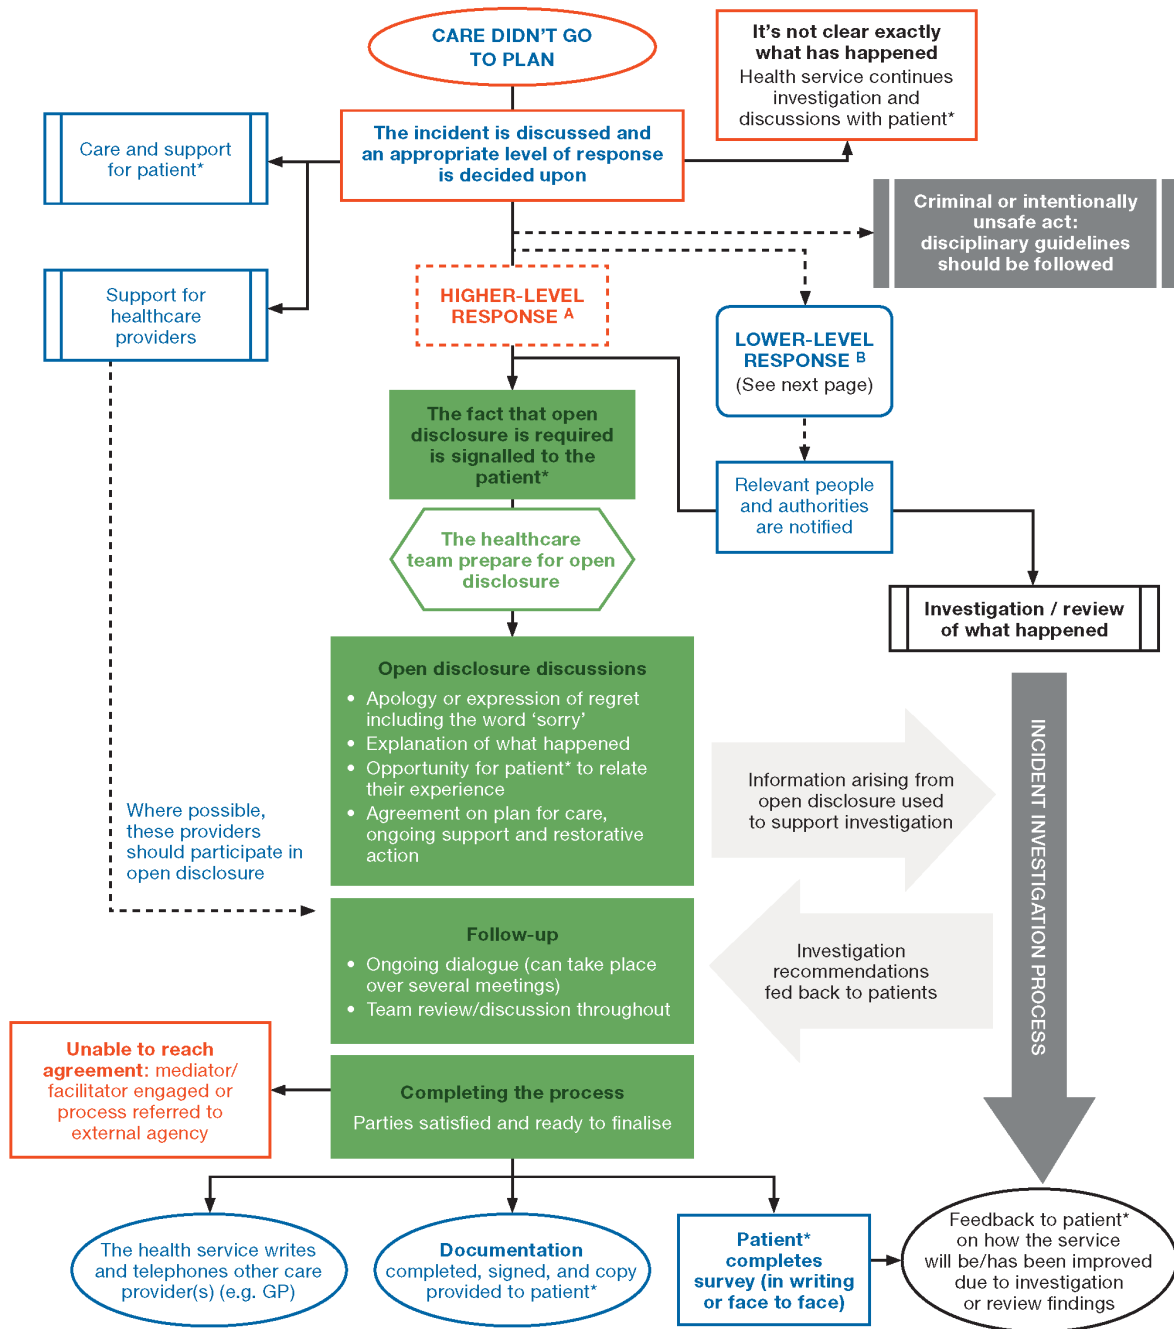 CARE DIDN’T GO
TO PLAN
It’s not clear exactly
what has happened
Health service continues
investigation and
discussions with patient*
The incident is discussed and
an appropriate level of response
is decided upon
Care and support
for patient*
Criminal or intentionally
unsafe act:
disciplinary guidelines
should be followed
Support for
healthcare
providers
HIGHER-LEVEL
RESPONSE A
LOWER-LEVEL
RESPONSE B
(See next page)
The fact that open
disclosure is required
is signalled to the
patient*
Relevant people
and authorities
are notified
The healthcare
team prepare for open
disclosure
Investigation / review
of what happened
Open disclosure discussions
• Apology or expression of regret
including the word ‘sorry’
• Explanation of what happened
• Opportunity for patient* to relate
their experience
• Agreement on plan for care,
ongoing support and restorative
action
Information arising from
open disclosure used
to support investigation
INCIDENT INVESTIGATION PROCESS
Where possible,
these providers
should participate in
open disclosure
Follow-up
• Ongoing dialogue (can take place
over several meetings)
• Team review/discussion throughout
Investigation
recommendations
fed back to patients
Unable to reach
agreement: mediator/
facilitator engaged or
process referred to
external agency
Completing the process
Parties satisfied and ready to finalise
The health service writes
and telephones other care
provider(s) (e.g. GP)
Documentation
completed, signed, and copy
provided to patient*
Patient*
completes
survey (in writing
or face to face)
Feedback to patient*
on how the service
will be/has been improved
due to investigation
or review findings